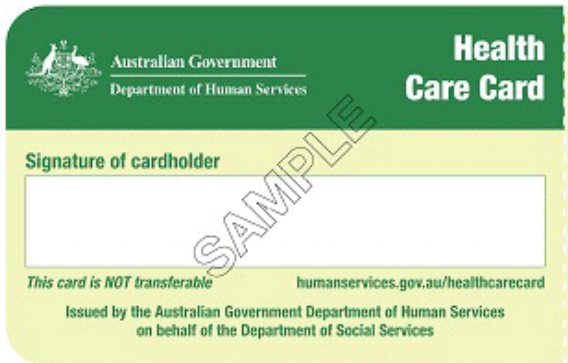 Australian Government
Department of Human Services
Health
Care Card
Signature of cardholder
SAMPLE
This card is NOT transferable
humanservices.gov.au/healthcarecard
Issued by the Australian Government Department of Human Services
on behalf of the Department of Social Services